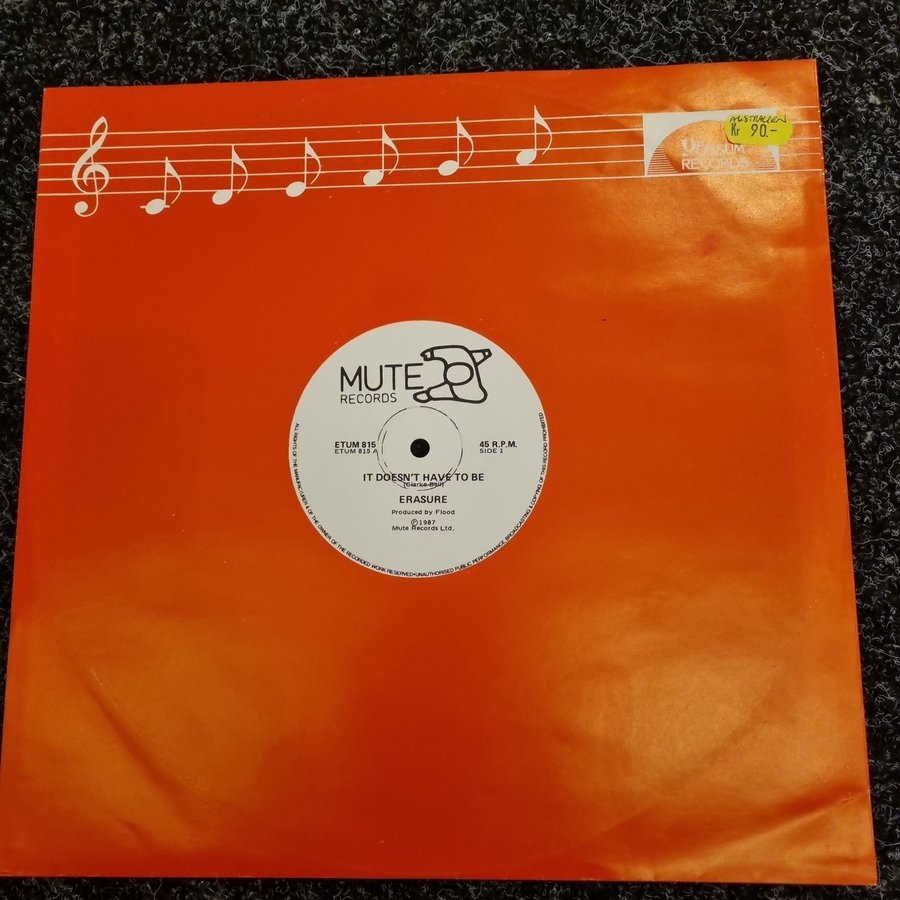 AUSTRALIEN
Kr 90.-
RECORDS
MUTE
RECORDS
ETUM 815
ETUM 815 A
45 R.P.M.
SIDE 1
IT DOESN'T HAVE TO BE
(Clarke Bell)
ERASURE
Produced by Flood
Ⓟ1987
Mute Records Ltd.
ALL RIGHTS OF THE MANUFACTURER & OF THE OWNER OF THE RECORDED WORK RESERVED•UNAUTHORISED PUBLIC PERFORMANCE BROADCASTING & COPYING OF THIS RECORD PROHIBITED